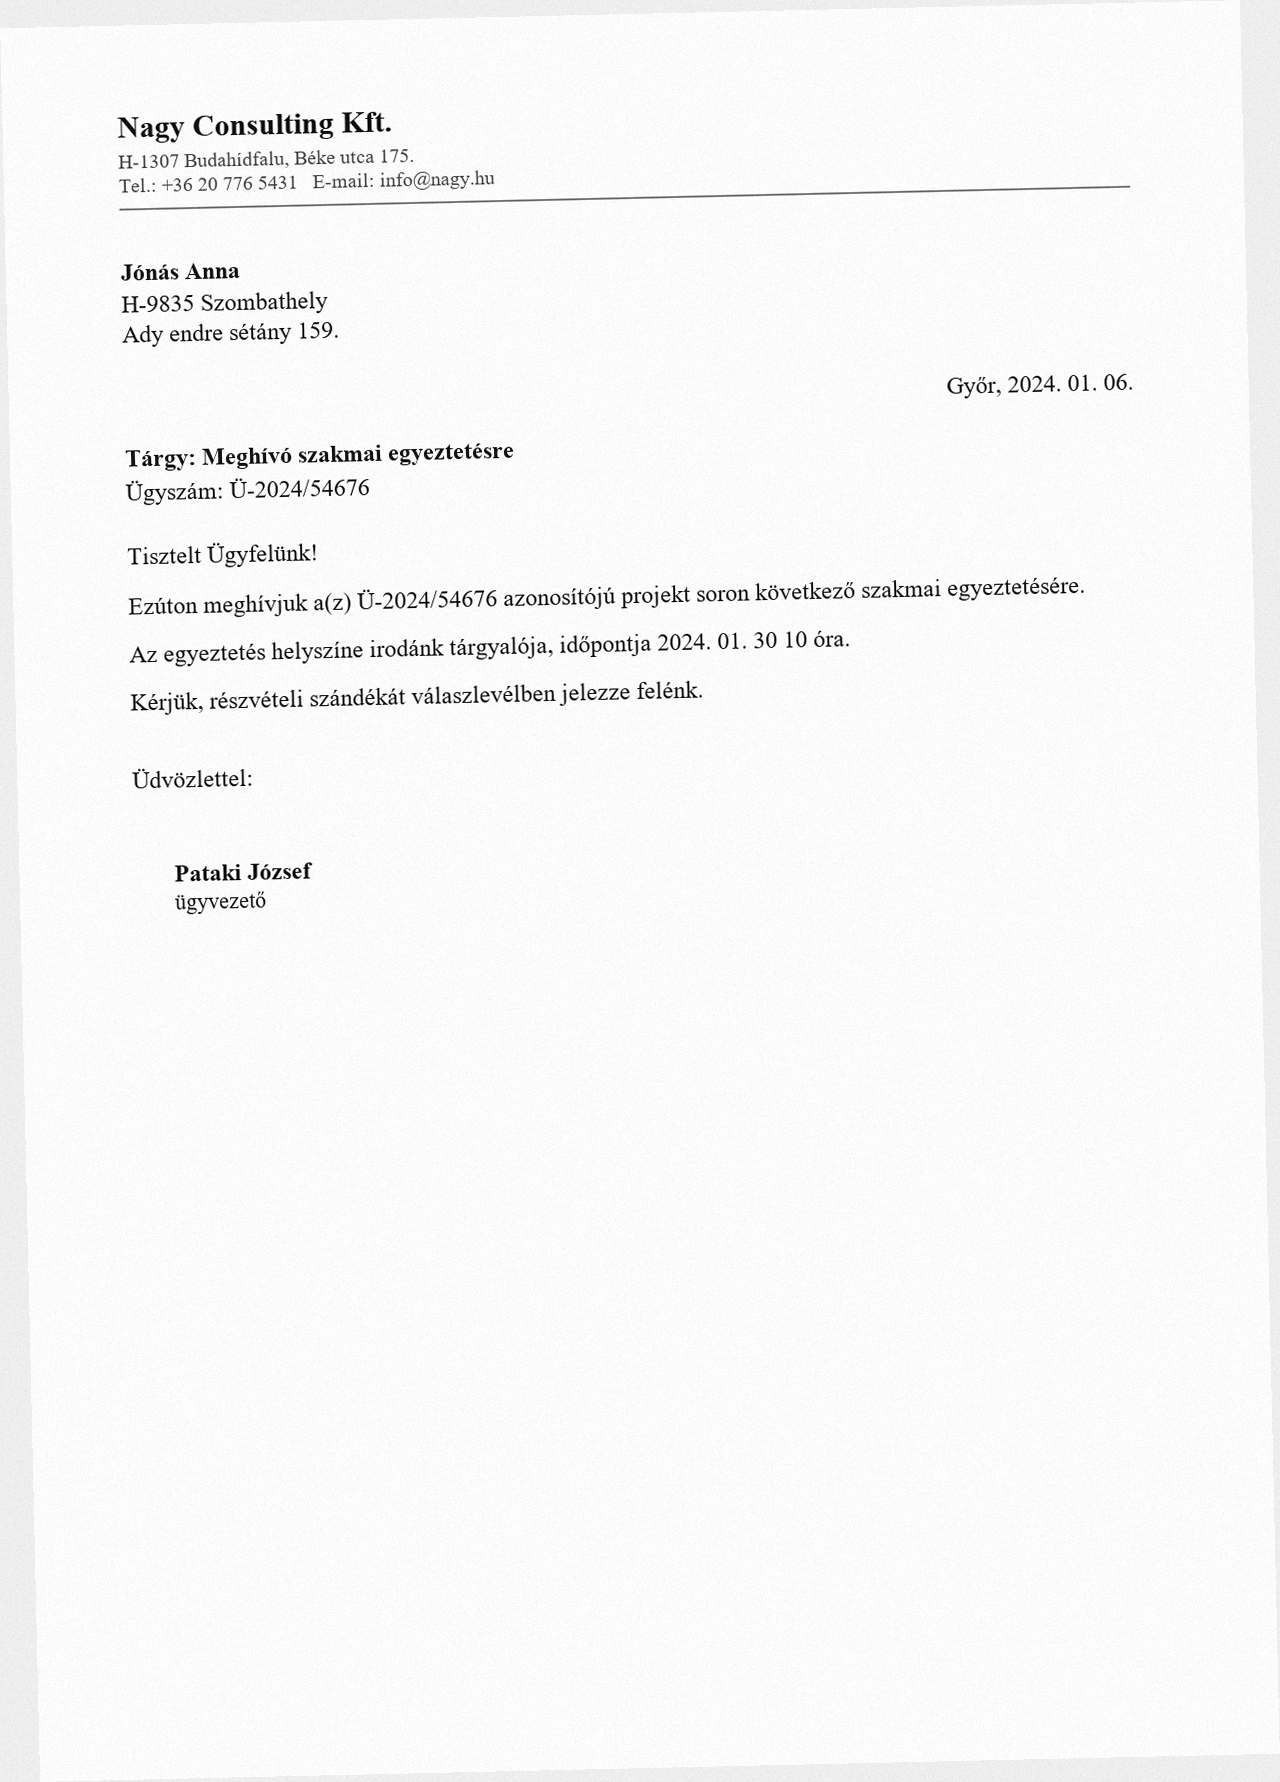 Nagy Consulting Kft.
H-1307 Budahídfalu, Béke utca 175.
Tel.: +36 20 776 5431 E-mail: info@nagy.hu
Jónás Anna
H-9835 Szombathely
Ady endre sétány 159.
Győr, 2024. 01. 06.
Tárgy: Meghívó szakmai egyeztetésre
Ügyszám: Ü-2024/54676
Tisztelt Ügyfelünk!
Ezúton meghívjuk a(z) Ü-2024/54676 azonosítójú projekt soron következő szakmai egyeztetésére.
Az egyeztetés helyszíne irodánk tárgyalója, időpontja 2024. 01. 30 10 óra.
Kérjük, részvételi szándékát válaszlevélben jelezze felénk.
Üdvözlettel:
Pataki József
ügyvezető